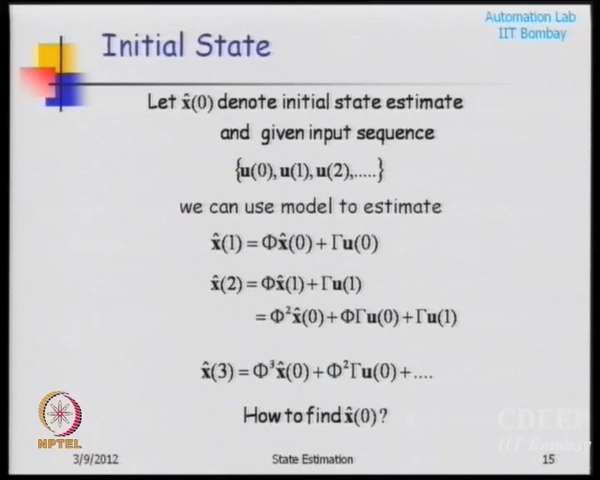 Automation Lab
IIT Bombay
Initial State
Let x̂(0) denote initial state estimate
and given input sequence
{u(0), u(1), u(2),.....}
we can use model to estimate
x̂(1) = Φx̂(0) + Γu(0)
x̂(2) = Φx̂(1) + Γu(1)
= Φ²x̂(0) + ΦΓu(0) + Γu(1)
x̂(3) = Φ³x̂(0) + Φ²Γu(0) + ....
How to find x̂(0)?
NPTEL
CDEEP
IIT Bombay
3/9/2012 State Estimation 15